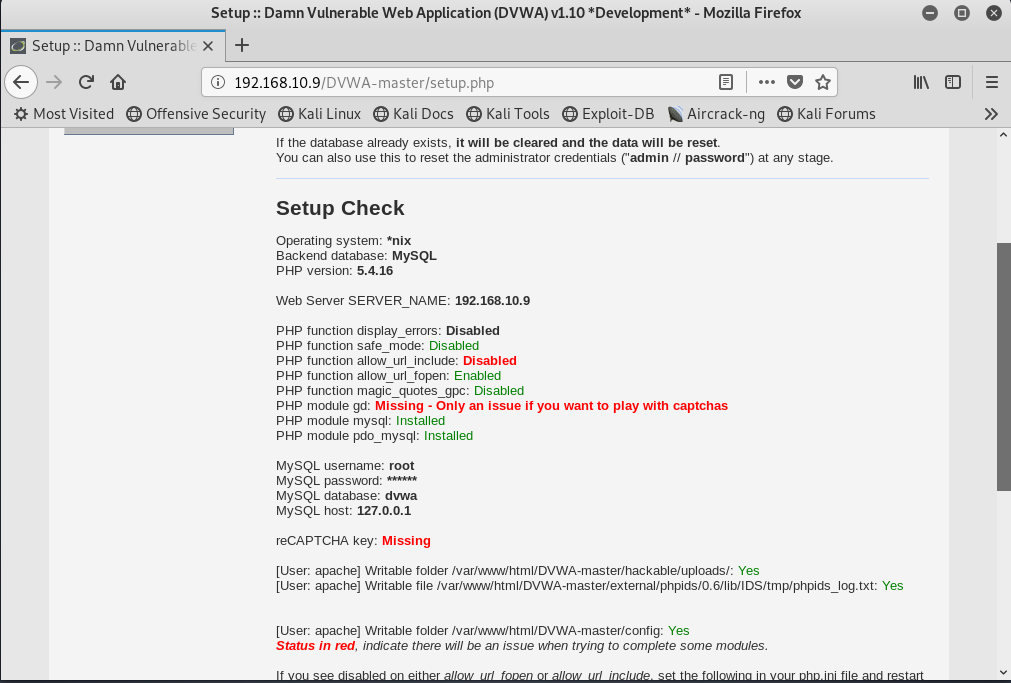 Setup :: Damn Vulnerable Web Application (DVWA) v1.10 *Development* - Mozilla Firefox
Setup :: Damn Vulnerable
192.168.10.9/DVWA-master/setup.php
Most Visited Offensive Security Kali Linux Kali Docs Kali Tools Exploit-DB Aircrack-ng Kali Forums
If the database already exists, it will be cleared and the data will be reset.
You can also use this to reset the administrator credentials ("admin // password") at any stage.
Setup Check
Operating system: *nix
Backend database: MySQL
PHP version: 5.4.16
Web Server SERVER_NAME: 192.168.10.9
PHP function display_errors: Disabled
PHP function safe_mode: Disabled
PHP function allow_url_include: Disabled
PHP function allow_url_fopen: Enabled
PHP function magic_quotes_gpc: Disabled
PHP module gd: Missing - Only an issue if you want to play with captchas
PHP module mysql: Installed
PHP module pdo_mysql: Installed
MySQL username: root
MySQL password: ******
MySQL database: dvwa
MySQL host: 127.0.0.1
reCAPTCHA key: Missing
[User: apache] Writable folder /var/www/html/DVWA-master/hackable/uploads/: Yes
[User: apache] Writable file /var/www/html/DVWA-master/external/phpids/0.6/lib/IDS/tmp/phpids_log.txt: Yes
[User: apache] Writable folder /var/www/html/DVWA-master/config: Yes
Status in red, indicate there will be an issue when trying to complete some modules.
If you see disabled on either allow_url_fopen or allow_url_include, set the following in your php.ini file and restart